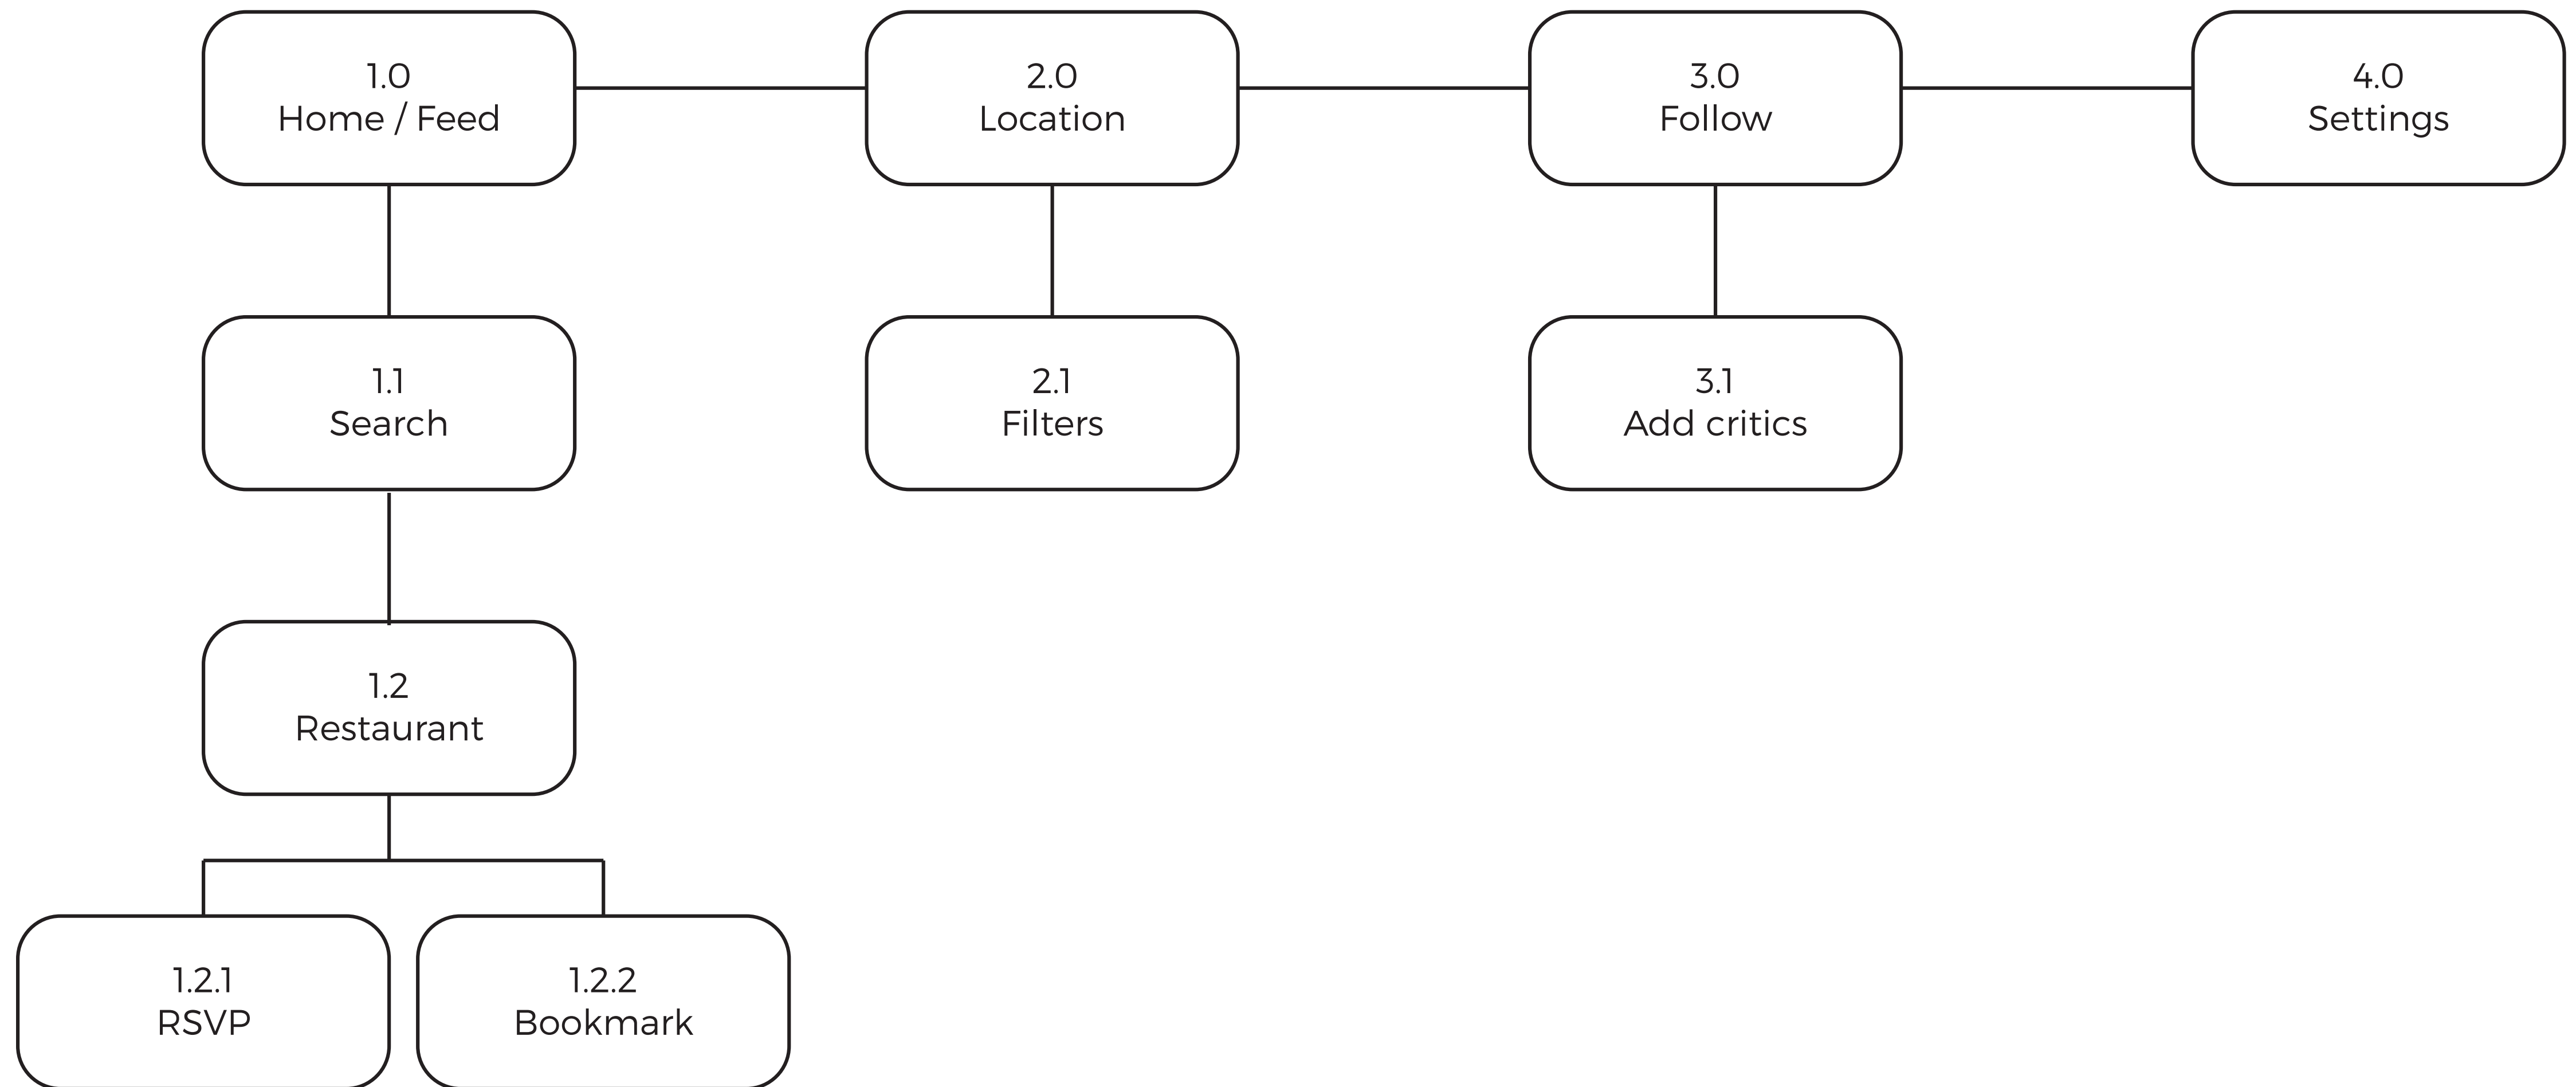 1.0
Home / Feed
2.0
Location
3.0
Follow
4.0
Settings
1.1
Search
2.1
Filters
3.1
Add critics
1.2
Restaurant
1.2.1
RSVP
1.2.2
Bookmark